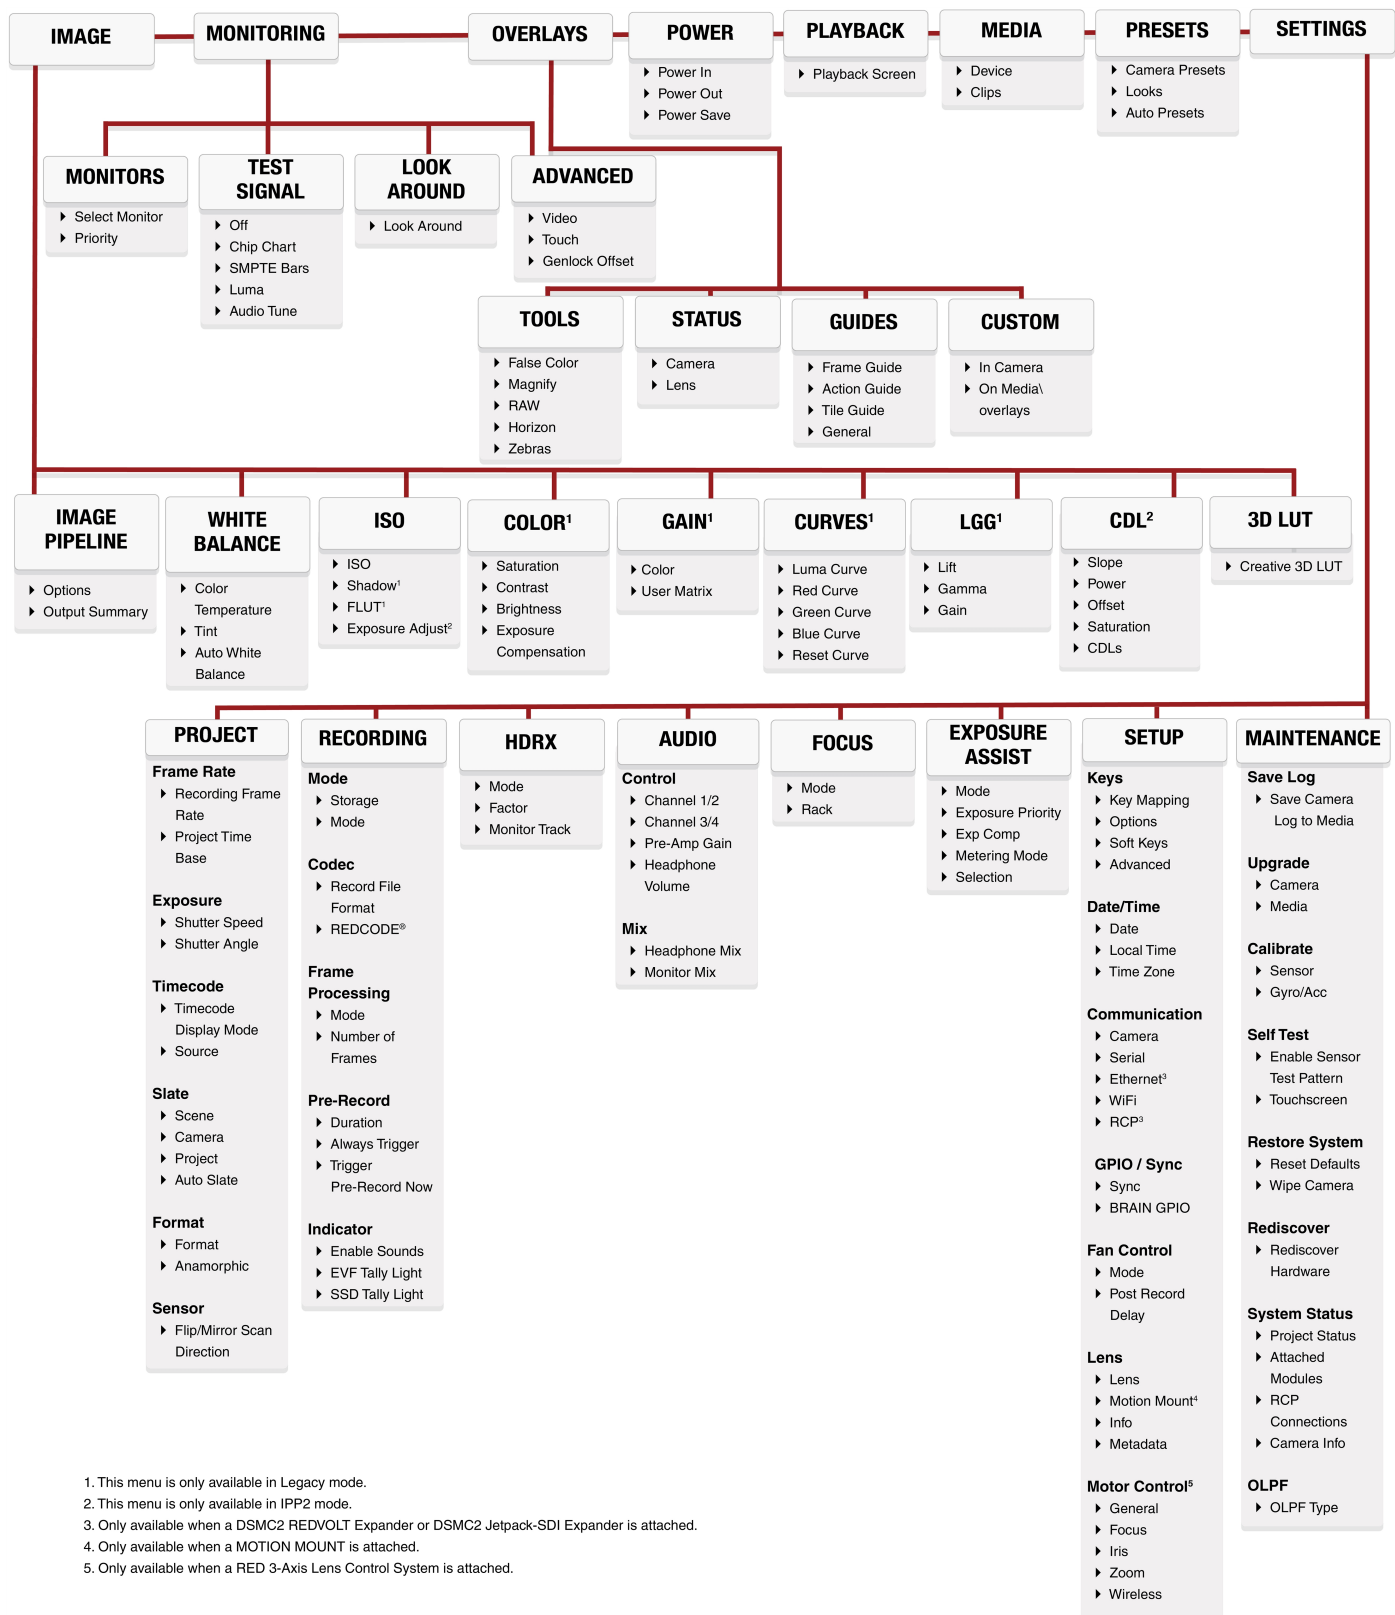 IMAGE
MONITORING
OVERLAYS
POWER
Power In
Power Out
Power Save
PLAYBACK
Playback Screen
MEDIA
Device
Clips
PRESETS
Camera Presets
Looks
Auto Presets
SETTINGS
MONITORS
Select Monitor
Priority
TEST
SIGNAL
Off
Chip Chart
SMPTE Bars
Luma
Audio Tune
LOOK
AROUND
Look Around
ADVANCED
Video
Touch
Genlock Offset
TOOLS
False Color
Magnify
RAW
Horizon
Zebras
STATUS
Camera
Lens
GUIDES
Frame Guide
Action Guide
Tile Guide
General
CUSTOM
In Camera
On Media\
overlays
IMAGE
PIPELINE
Options
Output Summary
WHITE
BALANCE
Color
Temperature
Tint
Auto White
Balance
ISO
ISO
Shadow¹
FLUT¹
Exposure Adjust²
COLOR¹
Saturation
Contrast
Brightness
Exposure
Compensation
GAIN¹
Color
User Matrix
CURVES¹
Luma Curve
Red Curve
Green Curve
Blue Curve
Reset Curve
LGG¹
Lift
Gamma
Gain
CDL²
Slope
Power
Offset
Saturation
CDLs
3D LUT
Creative 3D LUT
PROJECT
Frame Rate
Recording Frame
Rate
Project Time
Base
Exposure
Shutter Speed
Shutter Angle
Timecode
Timecode
Display Mode
Source
Slate
Scene
Camera
Project
Auto Slate
Format
Format
Anamorphic
Sensor
Flip/Mirror Scan
Direction
RECORDING
Mode
Storage
Mode
Codec
Record File
Format
REDCODE®
Frame
Processing
Mode
Number of
Frames
Pre-Record
Duration
Always Trigger
Trigger
Pre-Record Now
Indicator
Enable Sounds
EVF Tally Light
SSD Tally Light
HDRX
Mode
Factor
Monitor Track
AUDIO
Control
Channel 1/2
Channel 3/4
Pre-Amp Gain
Headphone
Volume
Mix
Headphone Mix
Monitor Mix
FOCUS
Mode
Rack
EXPOSURE
ASSIST
Mode
Exposure Priority
Exp Comp
Metering Mode
Selection
SETUP
Keys
Key Mapping
Options
Soft Keys
Advanced
Date/Time
Date
Local Time
Time Zone
Communication
Camera
Serial
Ethernet³
WiFi
RCP³
GPIO / Sync
Sync
BRAIN GPIO
Fan Control
Mode
Post Record
Delay
Lens
Lens
Motion Mount⁴
Info
Metadata
Motor Control⁵
General
Focus
Iris
Zoom
Wireless
MAINTENANCE
Save Log
Save Camera
Log to Media
Upgrade
Camera
Media
Calibrate
Sensor
Gyro/Acc
Self Test
Enable Sensor
Test Pattern
Touchscreen
Restore System
Reset Defaults
Wipe Camera
Rediscover
Rediscover
Hardware
System Status
Project Status
Attached
Modules
RCP
Connections
Camera Info
OLPF
OLPF Type
1. This menu is only available in Legacy mode.
2. This menu is only available in IPP2 mode.
3. Only available when a DSMC2 REDVOLT Expander or DSMC2 Jetpack-SDI Expander is attached.
4. Only available when a MOTION MOUNT is attached.
5. Only available when a RED 3-Axis Lens Control System is attached.